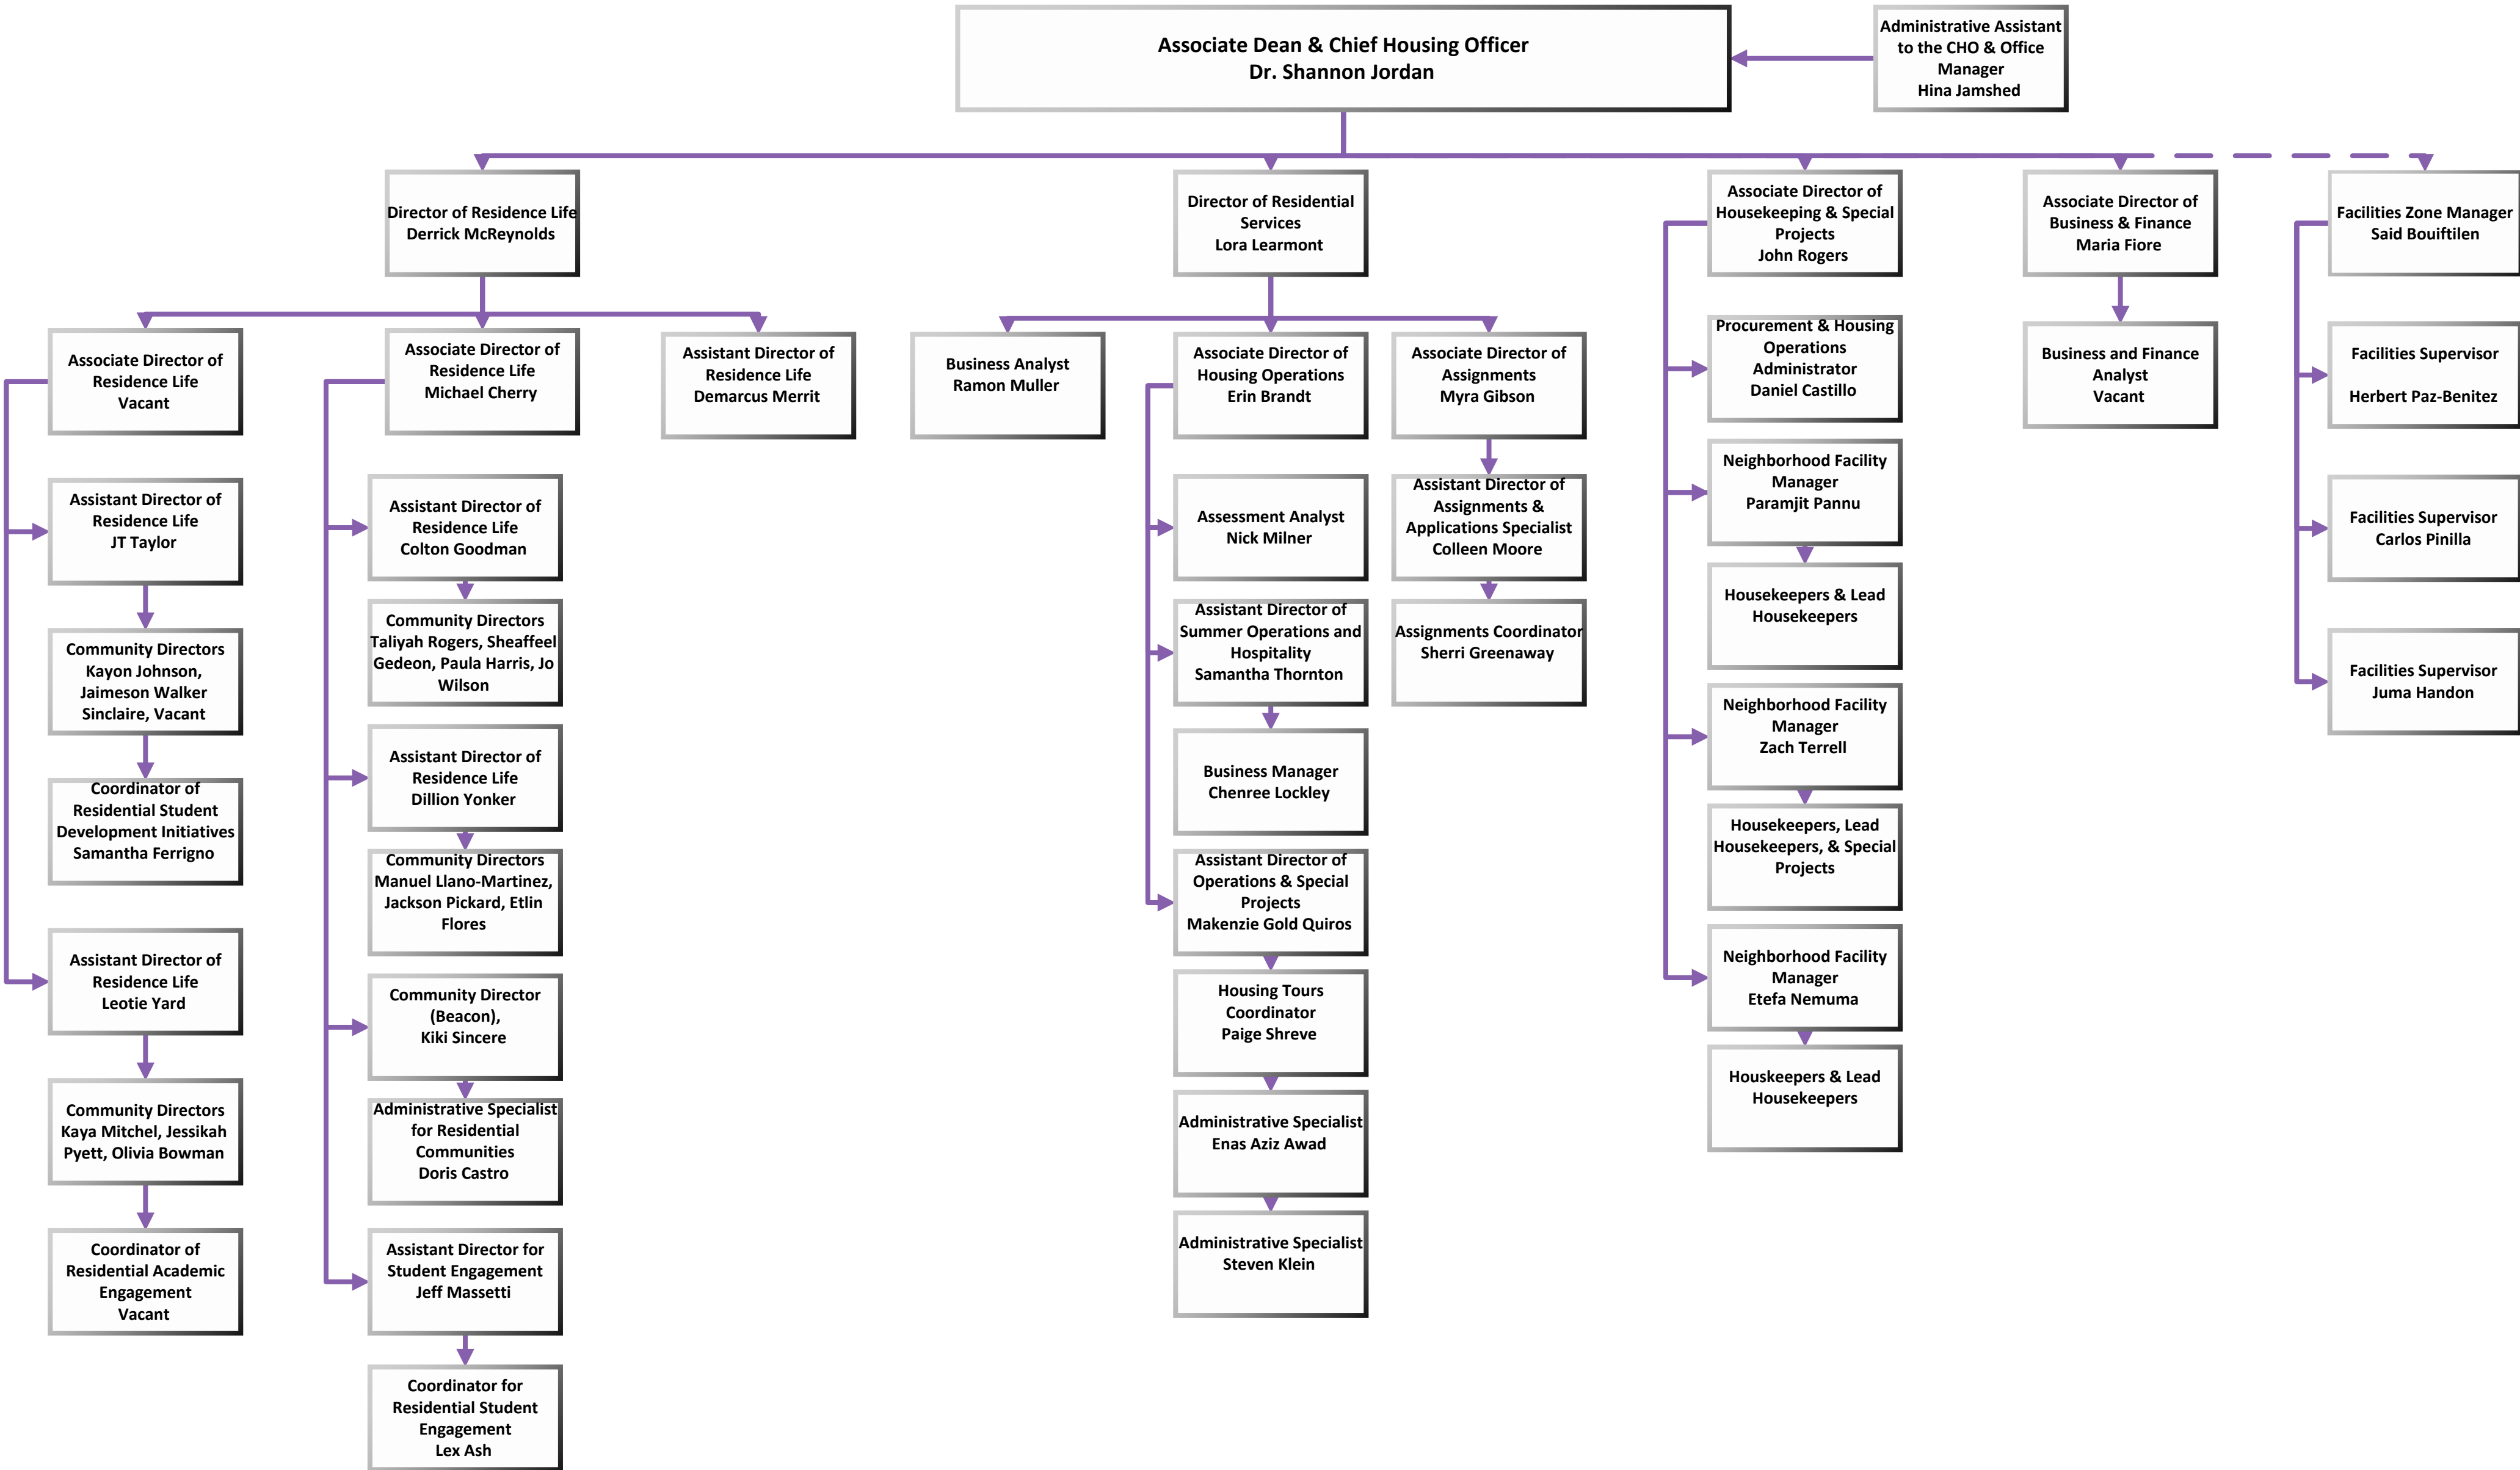 Associate Dean & Chief Housing Officer
Dr. Shannon Jordan
Administrative Assistant
to the CHO & Office
Manager
Hina Jamshed
Director of Residence Life
Derrick McReynolds
Director of Residential
Services
Lora Learmont
Associate Director of
Housekeeping & Special
Projects
John Rogers
Associate Director of
Business & Finance
Maria Fiore
Facilities Zone Manager
Said Bouiftilen
Associate Director of
Residence Life
Vacant
Associate Director of
Residence Life
Michael Cherry
Assistant Director of
Residence Life
Demarcus Merrit
Business Analyst
Ramon Muller
Associate Director of
Housing Operations
Erin Brandt
Associate Director of
Assignments
Myra Gibson
Procurement & Housing
Operations
Administrator
Daniel Castillo
Business and Finance
Analyst
Vacant
Facilities Supervisor
Herbert Paz-Benitez
Assistant Director of
Residence Life
JT Taylor
Community Directors
Kayon Johnson,
Jaimeson Walker
Sinclaire, Vacant
Coordinator of
Residential Student
Development Initiatives
Samantha Ferrigno
Assistant Director of
Residence Life
Leotie Yard
Community Directors
Kaya Mitchel, Jessikah
Pyett, Olivia Bowman
Coordinator of
Residential Academic
Engagement
Vacant
Assistant Director of
Residence Life
Colton Goodman
Community Directors
Taliyah Rogers, Sheaffeel
Gedeon, Paula Harris, Jo
Wilson
Assistant Director of
Residence Life
Dillion Yonker
Community Directors
Manuel Llano-Martinez,
Jackson Pickard, Etlin
Flores
Community Director
(Beacon),
Kiki Sincere
Administrative Specialist
for Residential
Communities
Doris Castro
Assistant Director for
Student Engagement
Jeff Massetti
Coordinator for
Residential Student
Engagement
Lex Ash
Assessment Analyst
Nick Milner
Assistant Director of
Summer Operations and
Hospitality
Samantha Thornton
Business Manager
Chenree Lockley
Assistant Director of
Operations & Special
Projects
Makenzie Gold Quiros
Housing Tours
Coordinator
Paige Shreve
Administrative Specialist
Enas Aziz Awad
Administrative Specialist
Steven Klein
Assistant Director of
Assignments &
Applications Specialist
Colleen Moore
Assignments Coordinator
Sherri Greenaway
Neighborhood Facility
Manager
Paramjit Pannu
Housekeepers & Lead
Housekeepers
Neighborhood Facility
Manager
Zach Terrell
Housekeepers, Lead
Housekeepers, & Special
Projects
Neighborhood Facility
Manager
Etefa Nemuma
Houskeepers & Lead
Housekeepers
Facilities Supervisor
Carlos Pinilla
Facilities Supervisor
Juma Handon